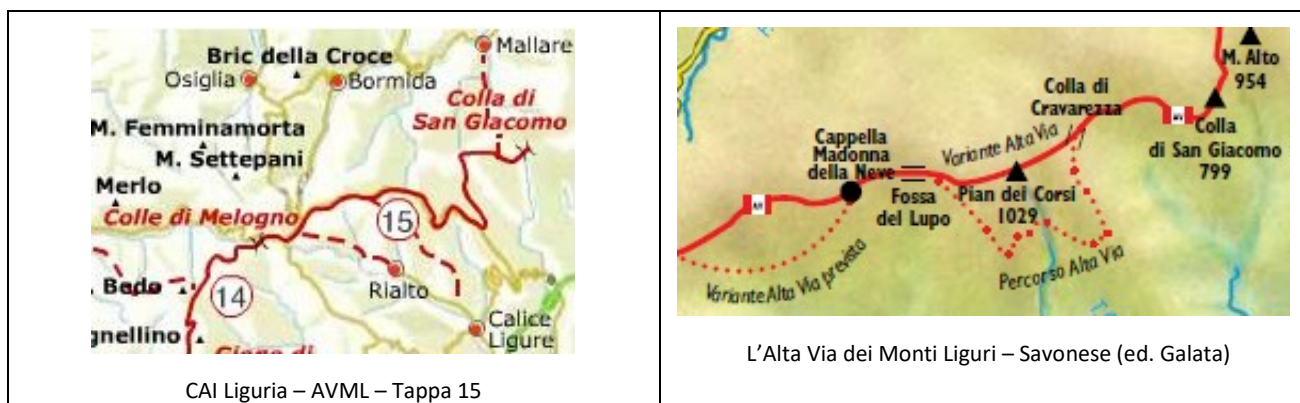 Mallare
Bric della Croce
Osiglia
Bormida
Colla di
San Giacomo
M. Femminamorta
M. Settepani
Merlo
Colle di Melogno
15
Bedo
14
Rialto
gnellino
Calice
Ligure
CAI Liguria – AVML – Tappa 15
M. Alto
954
Colla di
Cravarezza
Cappella
Madonna
della Neve
Variante Alta Via
Colla
di San Giacomo
799
Fossa
del Lupo
Pian dei Corsi
1029
Variante Alta Via previsto
Percorso Alta Via
L’Alta Via dei Monti Liguri – Savonese (ed. Galata)